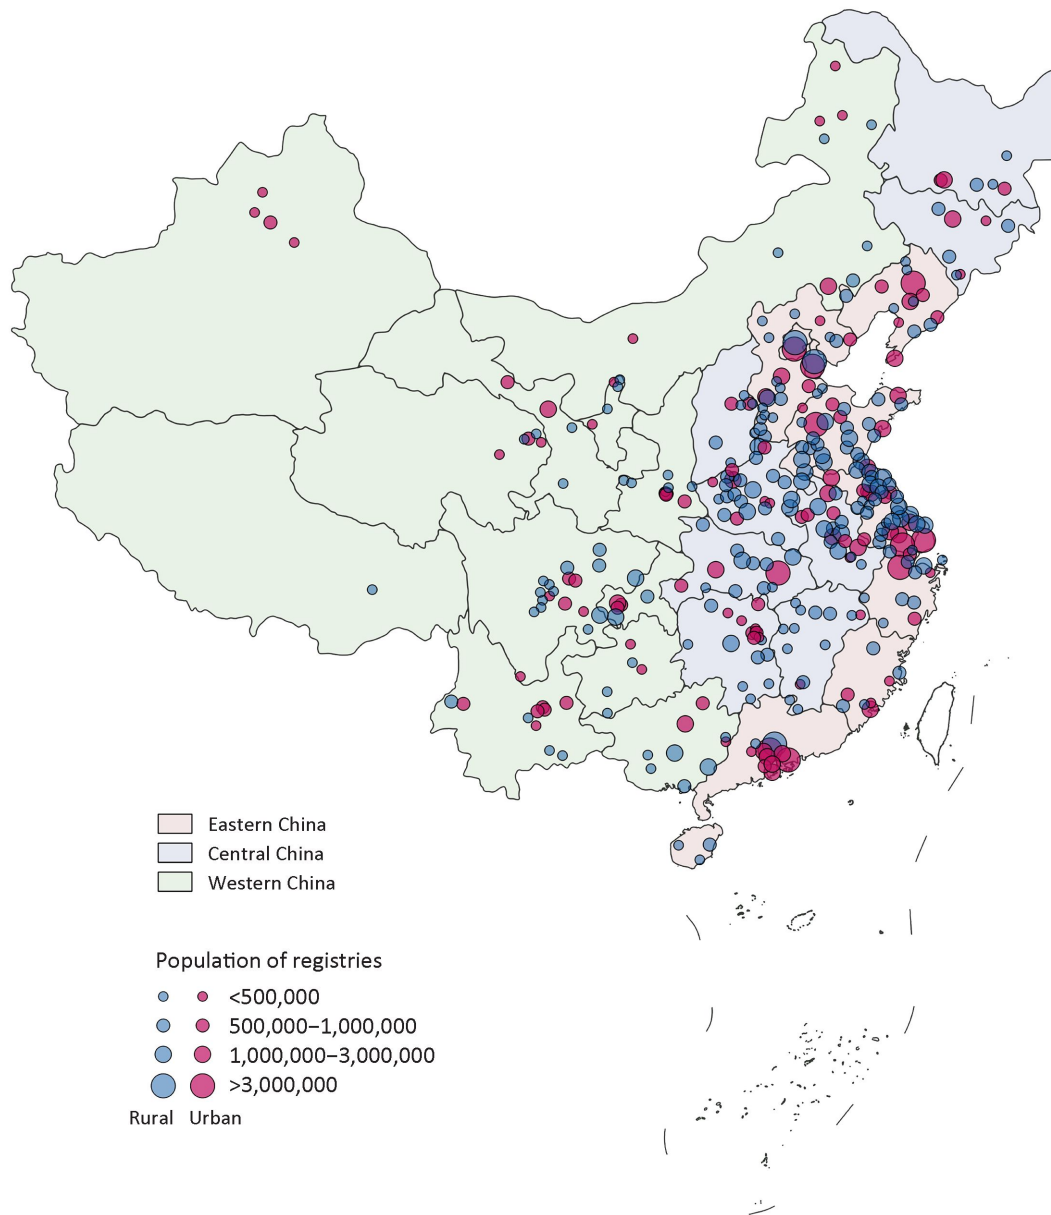 Eastern China
Central China
Western China
Population of registries
<500,000
500,000–1,000,000
1,000,000–3,000,000
>3,000,000
Rural Urban